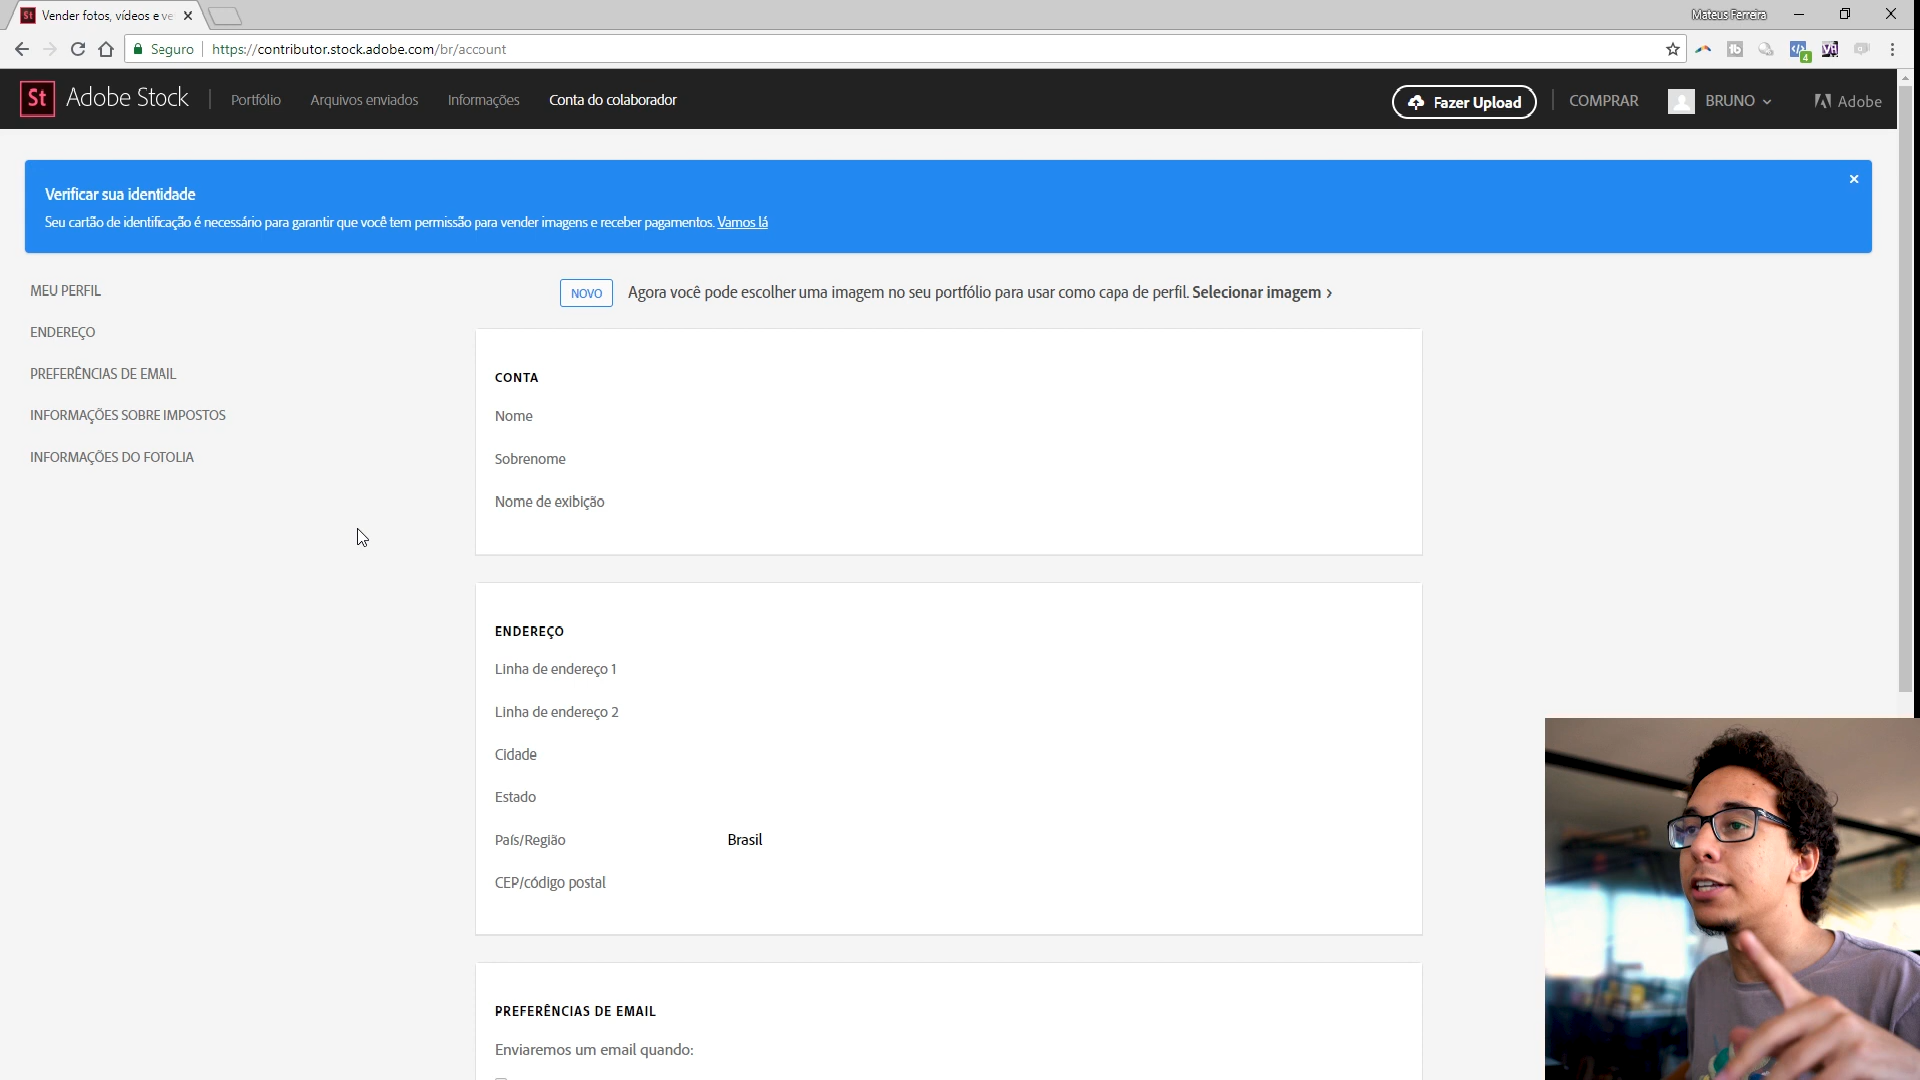 St Vender fotos, vídeos e ve
Mateus Ferreira
Seguro
https://contributor.stock.adobe.com/br/account
St Adobe Stock
Portfólio
Arquivos enviados
Informações
Conta do colaborador
Fazer Upload
COMPRAR
BRUNO
Adobe
Verificar sua identidade
Seu cartão de identificação é necessário para garantir que você tem permissão para vender imagens e receber pagamentos. Vamos lá
MEU PERFIL
ENDEREÇO
PREFERÊNCIAS DE EMAIL
INFORMAÇÕES SOBRE IMPOSTOS
INFORMAÇÕES DO FOTOLIA
NOVO Agora você pode escolher uma imagem no seu portfólio para usar como capa de perfil. Selecionar imagem ›
CONTA
Nome
Sobrenome
Nome de exibição
ENDEREÇO
Linha de endereço 1
Linha de endereço 2
Cidade
Estado
País/Região Brasil
CEP/código postal
PREFERÊNCIAS DE EMAIL
Enviaremos um email quando: